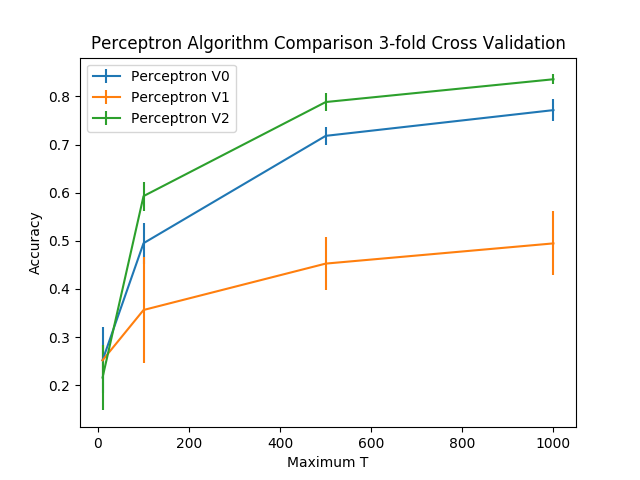 Perceptron Algorithm Comparison 3-fold Cross Validation
Perceptron V0
Perceptron V1
Perceptron V2
Accuracy
0.8
0.7
0.6
0.5
0.4
0.3
0.2
0 200 400 600 800 1000
Maximum T